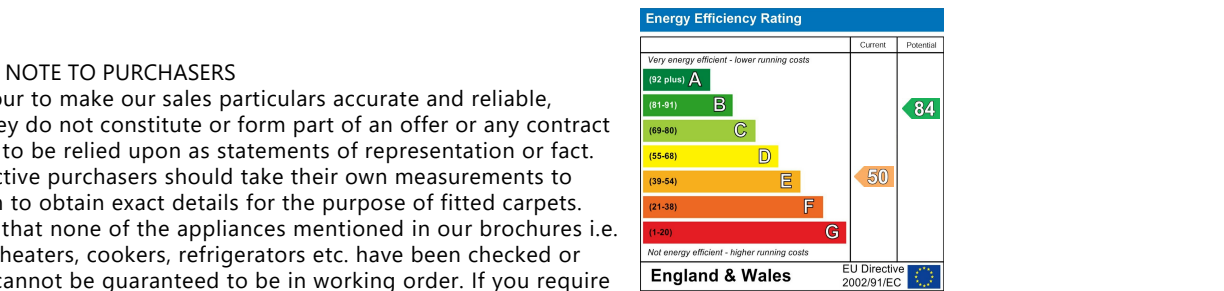 NOTE TO PURCHASERS
our to make our sales particulars accurate and reliable,
ey do not constitute or form part of an offer or any contract
to be relied upon as statements of representation or fact.
ctive purchasers should take their own measurements to
to obtain exact details for the purpose of fitted carpets.
that none of the appliances mentioned in our brochures i.e.
heaters, cookers, refrigerators etc. have been checked or
cannot be guaranteed to be in working order. If you require
Energy Efficiency Rating
Current Potential
Very energy efficient - lower running costs
(92 plus) A
(81-91) B
84
(69-80) C
(55-68) D
(39-54) E
50
(21-38) F
(1-20) G
Not energy efficient - higher running costs
England & Wales
EU Directive
2002/91/EC